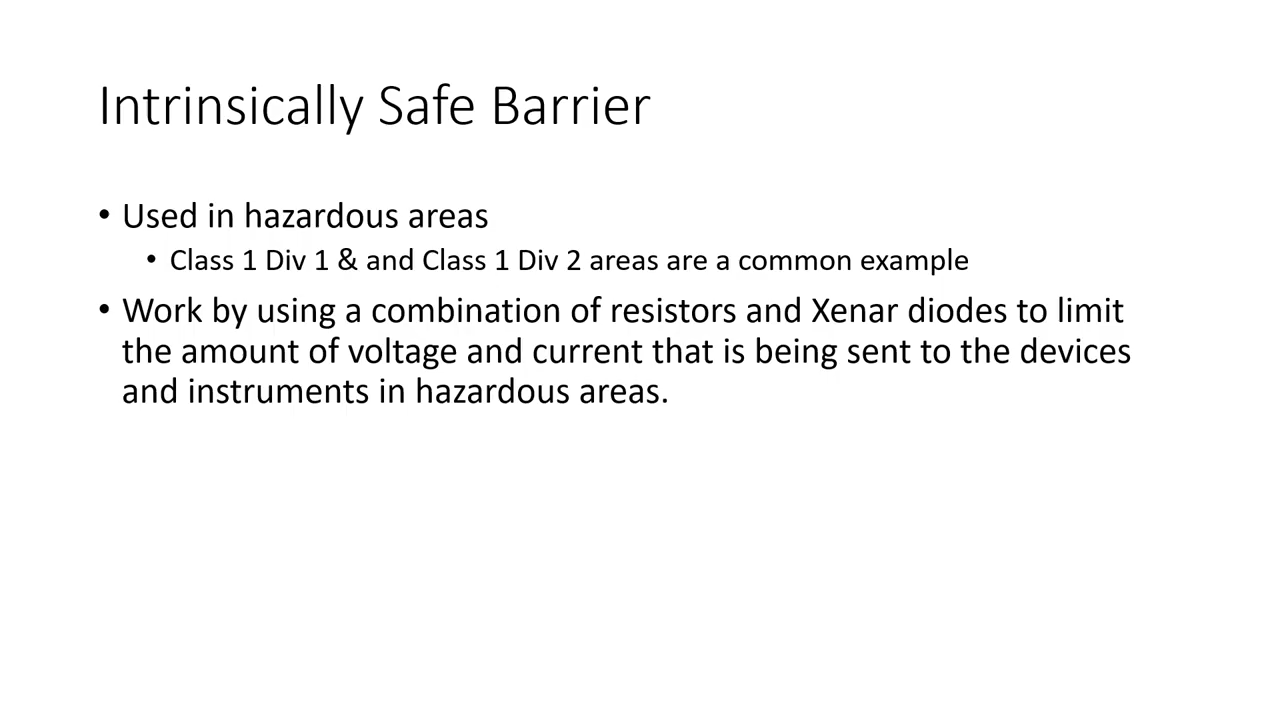 Intrinsically Safe Barrier
• Used in hazardous areas
• Class 1 Div 1 & and Class 1 Div 2 areas are a common example
• Work by using a combination of resistors and Xenar diodes to limit
the amount of voltage and current that is being sent to the devices
and instruments in hazardous areas.